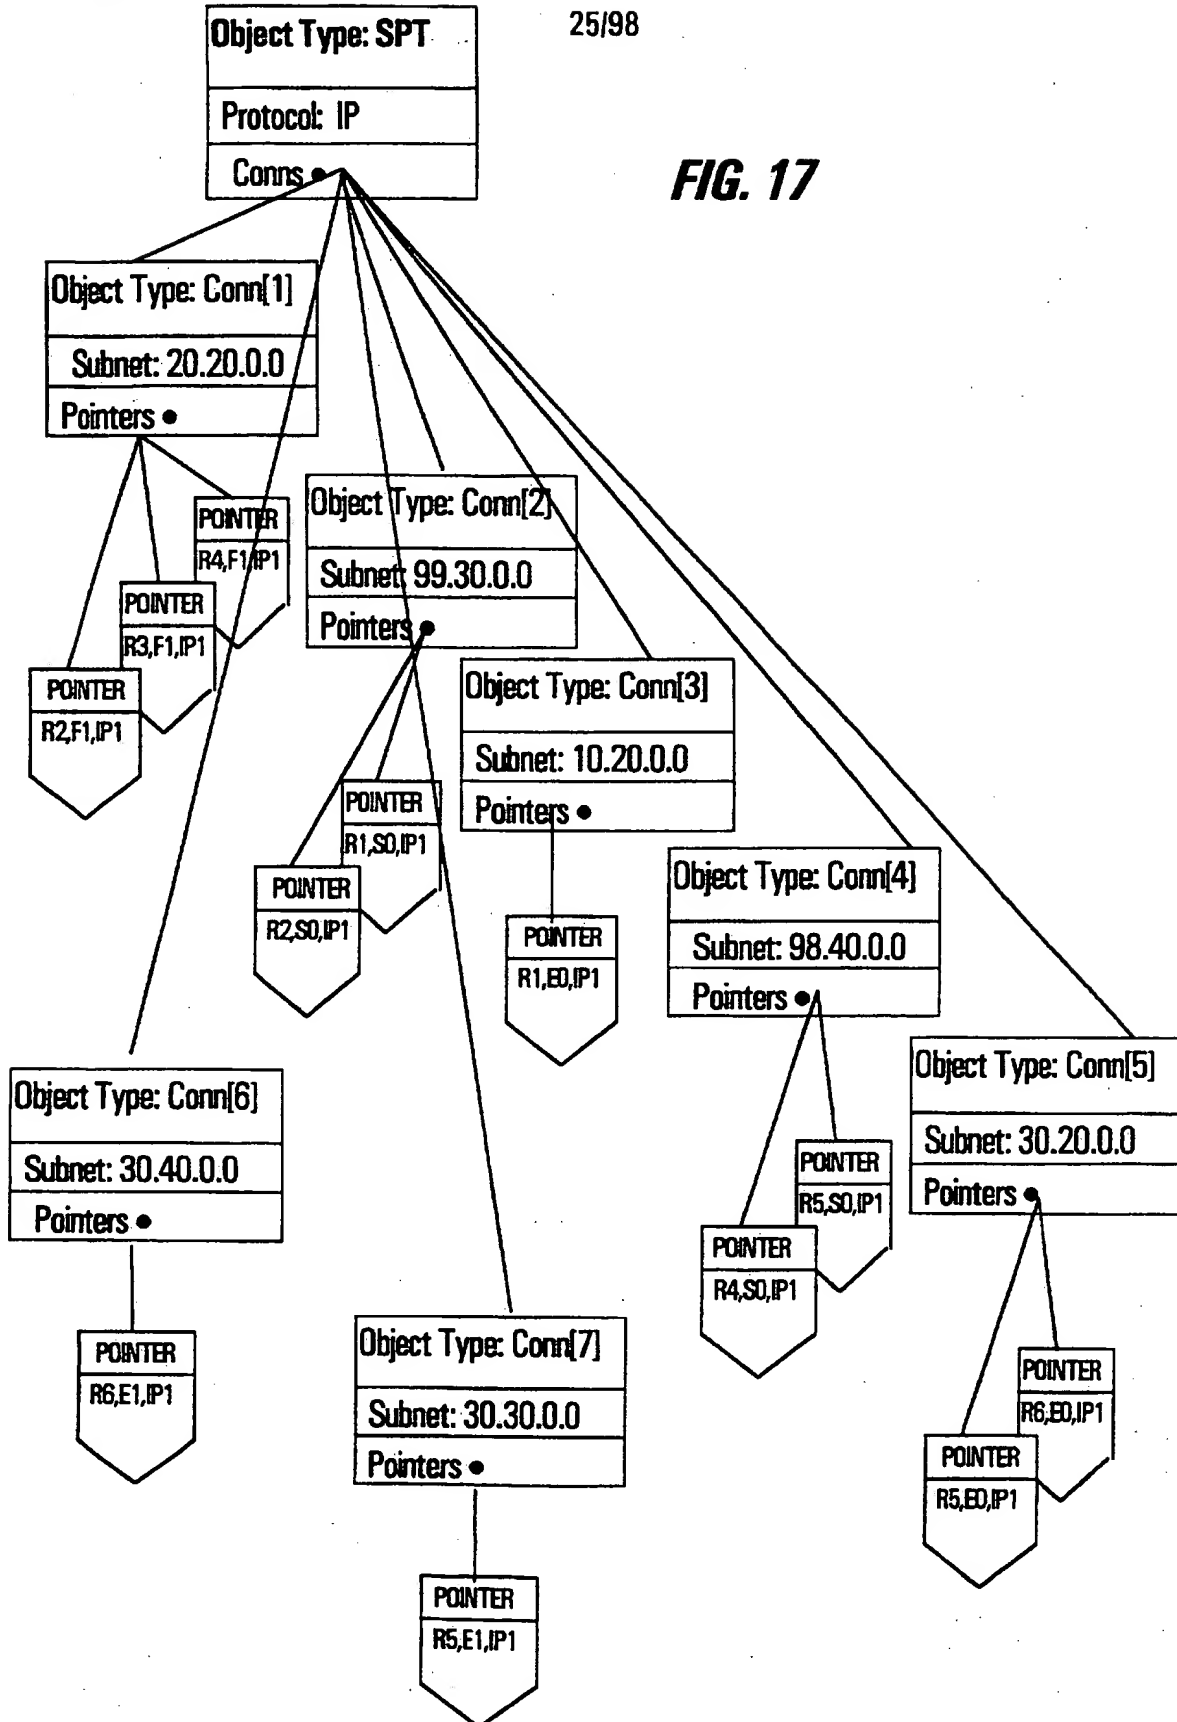 25/98
Object Type: SPT
Protocol: IP
Conns
FIG. 17
Object Type: Conn[1]
Subnet: 20.20.0.0
Pointers
POINTER
R4,F1,IP1
POINTER
R3,F1,IP1
POINTER
R2,F1,IP1
Object Type: Conn[2]
Subnet: 99.30.0.0
Pointers
POINTER
R1,S0,IP1
POINTER
R2,S0,IP1
Object Type: Conn[3]
Subnet: 10.20.0.0
Pointers
POINTER
R1,E0,IP1
Object Type: Conn[4]
Subnet: 98.40.0.0
Pointers
POINTER
R5,S0,IP1
POINTER
R4,S0,IP1
Object Type: Conn[5]
Subnet: 30.20.0.0
Pointers
POINTER
R6,E0,IP1
POINTER
R5,E0,IP1
Object Type: Conn[6]
Subnet: 30.40.0.0
Pointers
POINTER
R6,E1,IP1
Object Type: Conn[7]
Subnet: 30.30.0.0
Pointers
POINTER
R5,E1,IP1